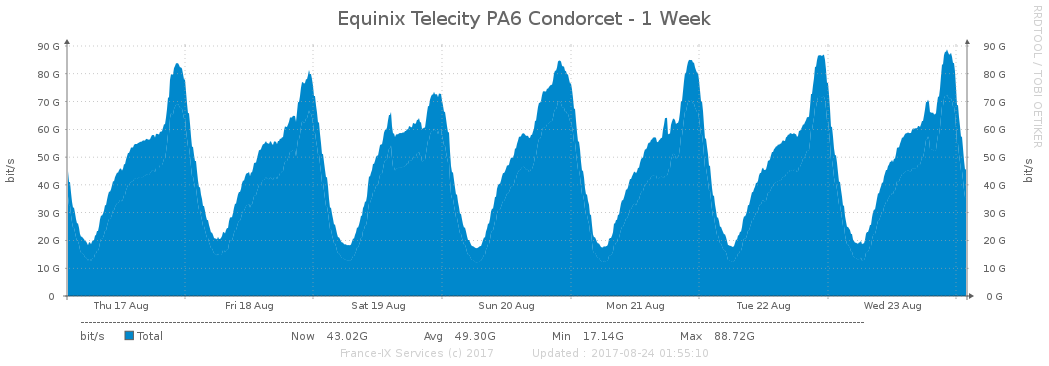 Equinix Telecity PA6 Condorcet - 1 Week
RRDTOOL / TOBI OETIKER
90 G 90 G
80 G 80 G
70 G 70 G
60 G 60 G
50 G 50 G
40 G 40 G
30 G 30 G
20 G 20 G
10 G 10 G
0 0 G
bit/s bit/s
Thu 17 Aug Fri 18 Aug Sat 19 Aug Sun 20 Aug Mon 21 Aug Tue 22 Aug Wed 23 Aug
bit/s Total Now 43.02G Avg 49.30G Min 17.14G Max 88.72G
France-IX Services (c) 2017 Updated : 2017-08-24 01:55:10